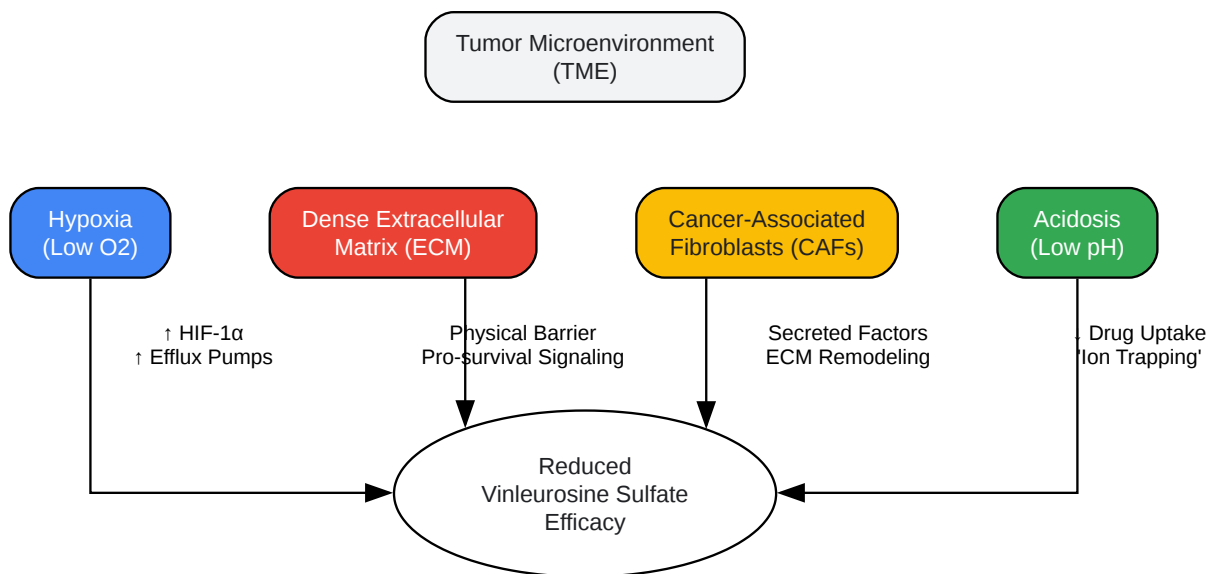 Tumor Microenvironment
(TME)
Hypoxia
(Low O2)
Dense Extracellular
Matrix (ECM)
Cancer-Associated
Fibroblasts (CAFs)
Acidosis
(Low pH)
↑ HIF-1α
↑ Efflux Pumps
Physical Barrier
Pro-survival Signaling
Secreted Factors
ECM Remodeling
↓ Drug Uptake
'Ion Trapping'
Reduced
Vinleurosine Sulfate
Efficacy